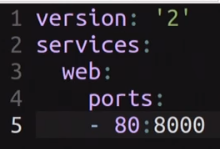 1 version: '2'
2 services:
3   web:
4     ports:
5     - 80:8000